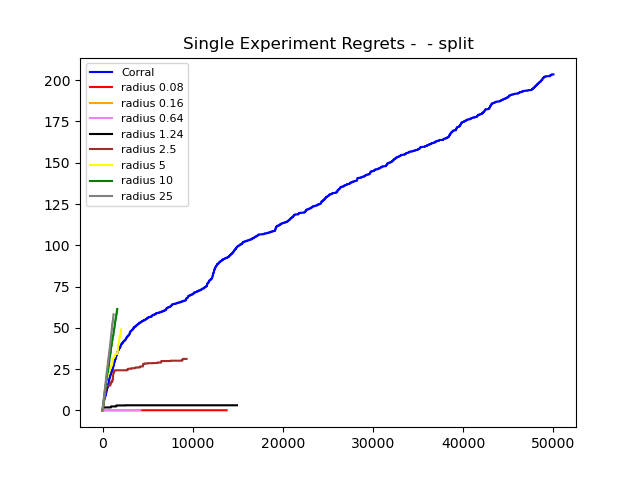 Single Experiment Regrets -  - split
Corral
radius 0.08
radius 0.16
radius 0.64
radius 1.24
radius 2.5
radius 5
radius 10
radius 25
200
175
150
125
100
75
50
25
0
0 10000 20000 30000 40000 50000